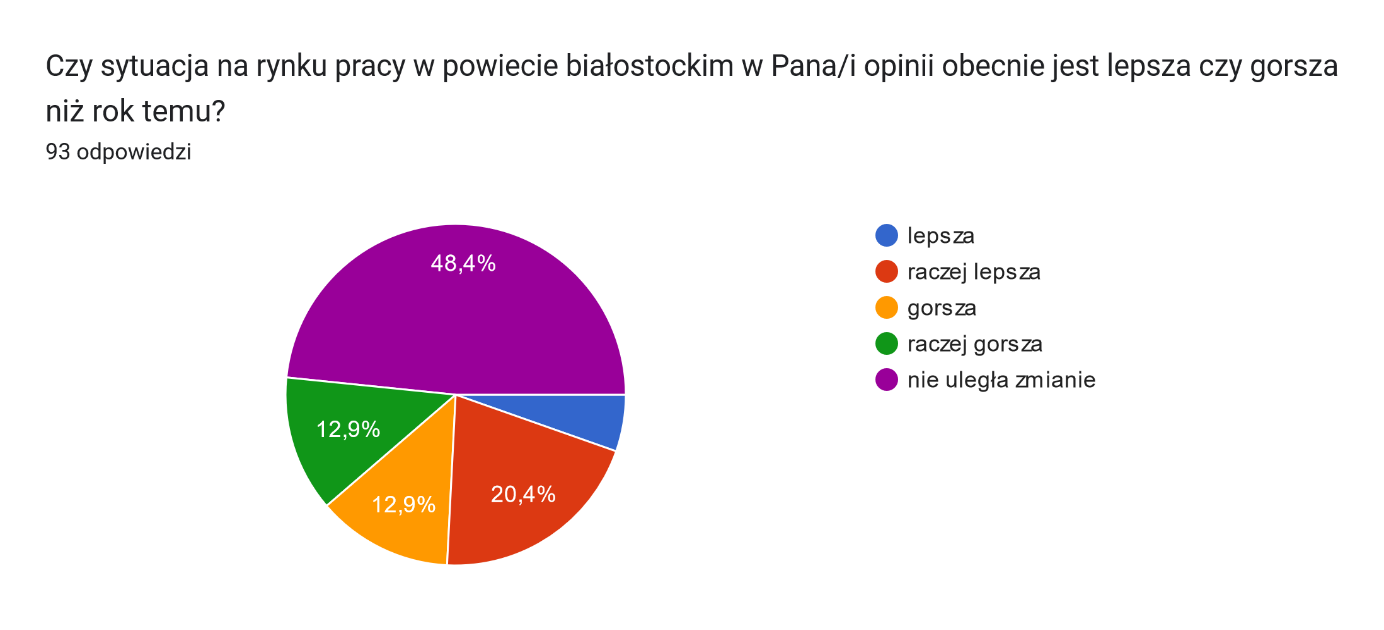 Czy sytuacja na rynku pracy w powiecie białostockim w Pana/i opinii obecnie jest lepsza czy gorsza
niż rok temu?
93 odpowiedzi
48,4%
12,9%
12,9%
20,4%
lepsza
raczej lepsza
gorsza
raczej gorsza
nie uległa zmianie